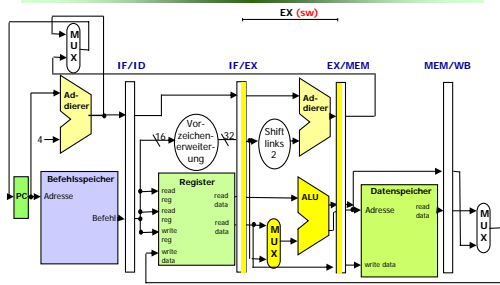 EX (sw)
M
U
X
IF/ID
IF/EX
EX/MEM
MEM/WB
Ad-
dierer
4
16
Vor-
zeichen-
erweiter-
ung
32
Shift
links
2
Ad-
dierer
PC
Befehlsspeicher
Adresse
Befehl
Register
read
reg
read
reg
write
reg
write
data
read
data
read
data
M
U
X
ALU
Datenspeicher
Adresse
read
data
write data
M
U
X